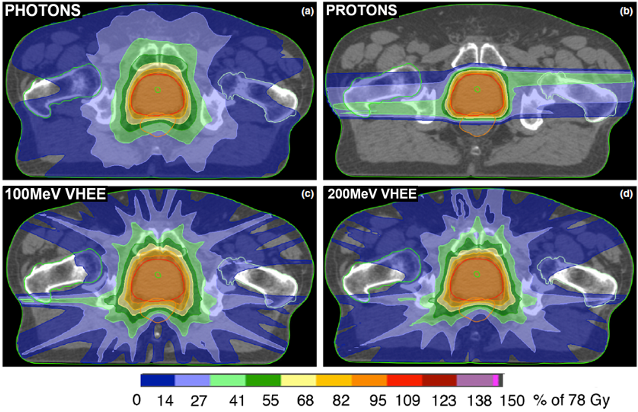 PHOTONS (a)
PROTONS (b)
100MeV VHEE (c)
200MeV VHEE (d)
0 14 27 41 55 68 82 95 109 123 138 150 % of 78 Gy